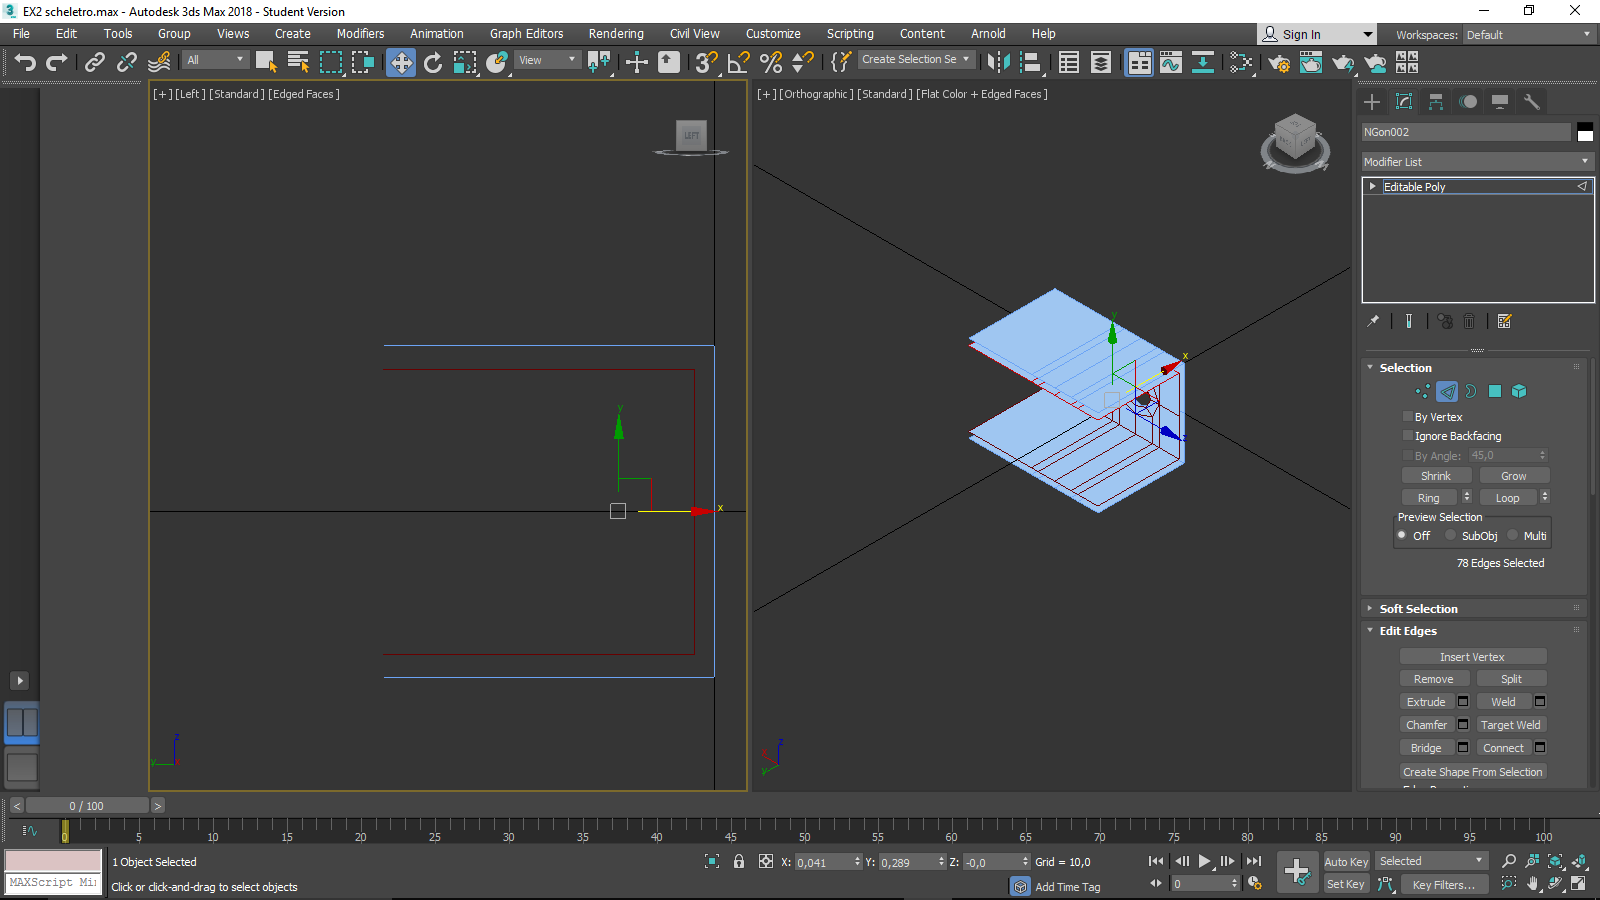 EX2 scheletro.max - Autodesk 3ds Max 2018 - Student Version
File Edit Tools Group Views Create Modifiers Animation Graph Editors Rendering Civil View Customize Scripting Content Arnold Help Sign In Workspaces: Default
All View Create Selection Se
[+][Left][Standard][Edged Faces]
[+][Orthographic][Standard][Flat Color + Edged Faces]
LEFT
NGon002
Modifier List
Editable Poly
y
x
y
x
z
y
z
y
Selection
By Vertex
Ignore Backfacing
By Angle: 45,0
Shrink Grow
Ring Loop
Preview Selection
Off SubObj Multi
78 Edges Selected
Soft Selection
Edit Edges
Insert Vertex
Remove Split
Extrude Weld
Chamfer Target Weld
Bridge Connect
Create Shape From Selection
< 0 / 100 >
0 5 10 15 20 25 30 35 40 45 50 55 60 65 70 75 80 85 90 95 100
1 Object Selected X: 0,041 Y: 0,289 Z: -0,0 Grid = 10,0 Auto Key Selected
MAXScript Mi
Click or click-and-drag to select objects Add Time Tag 0 Set Key Key Filters...